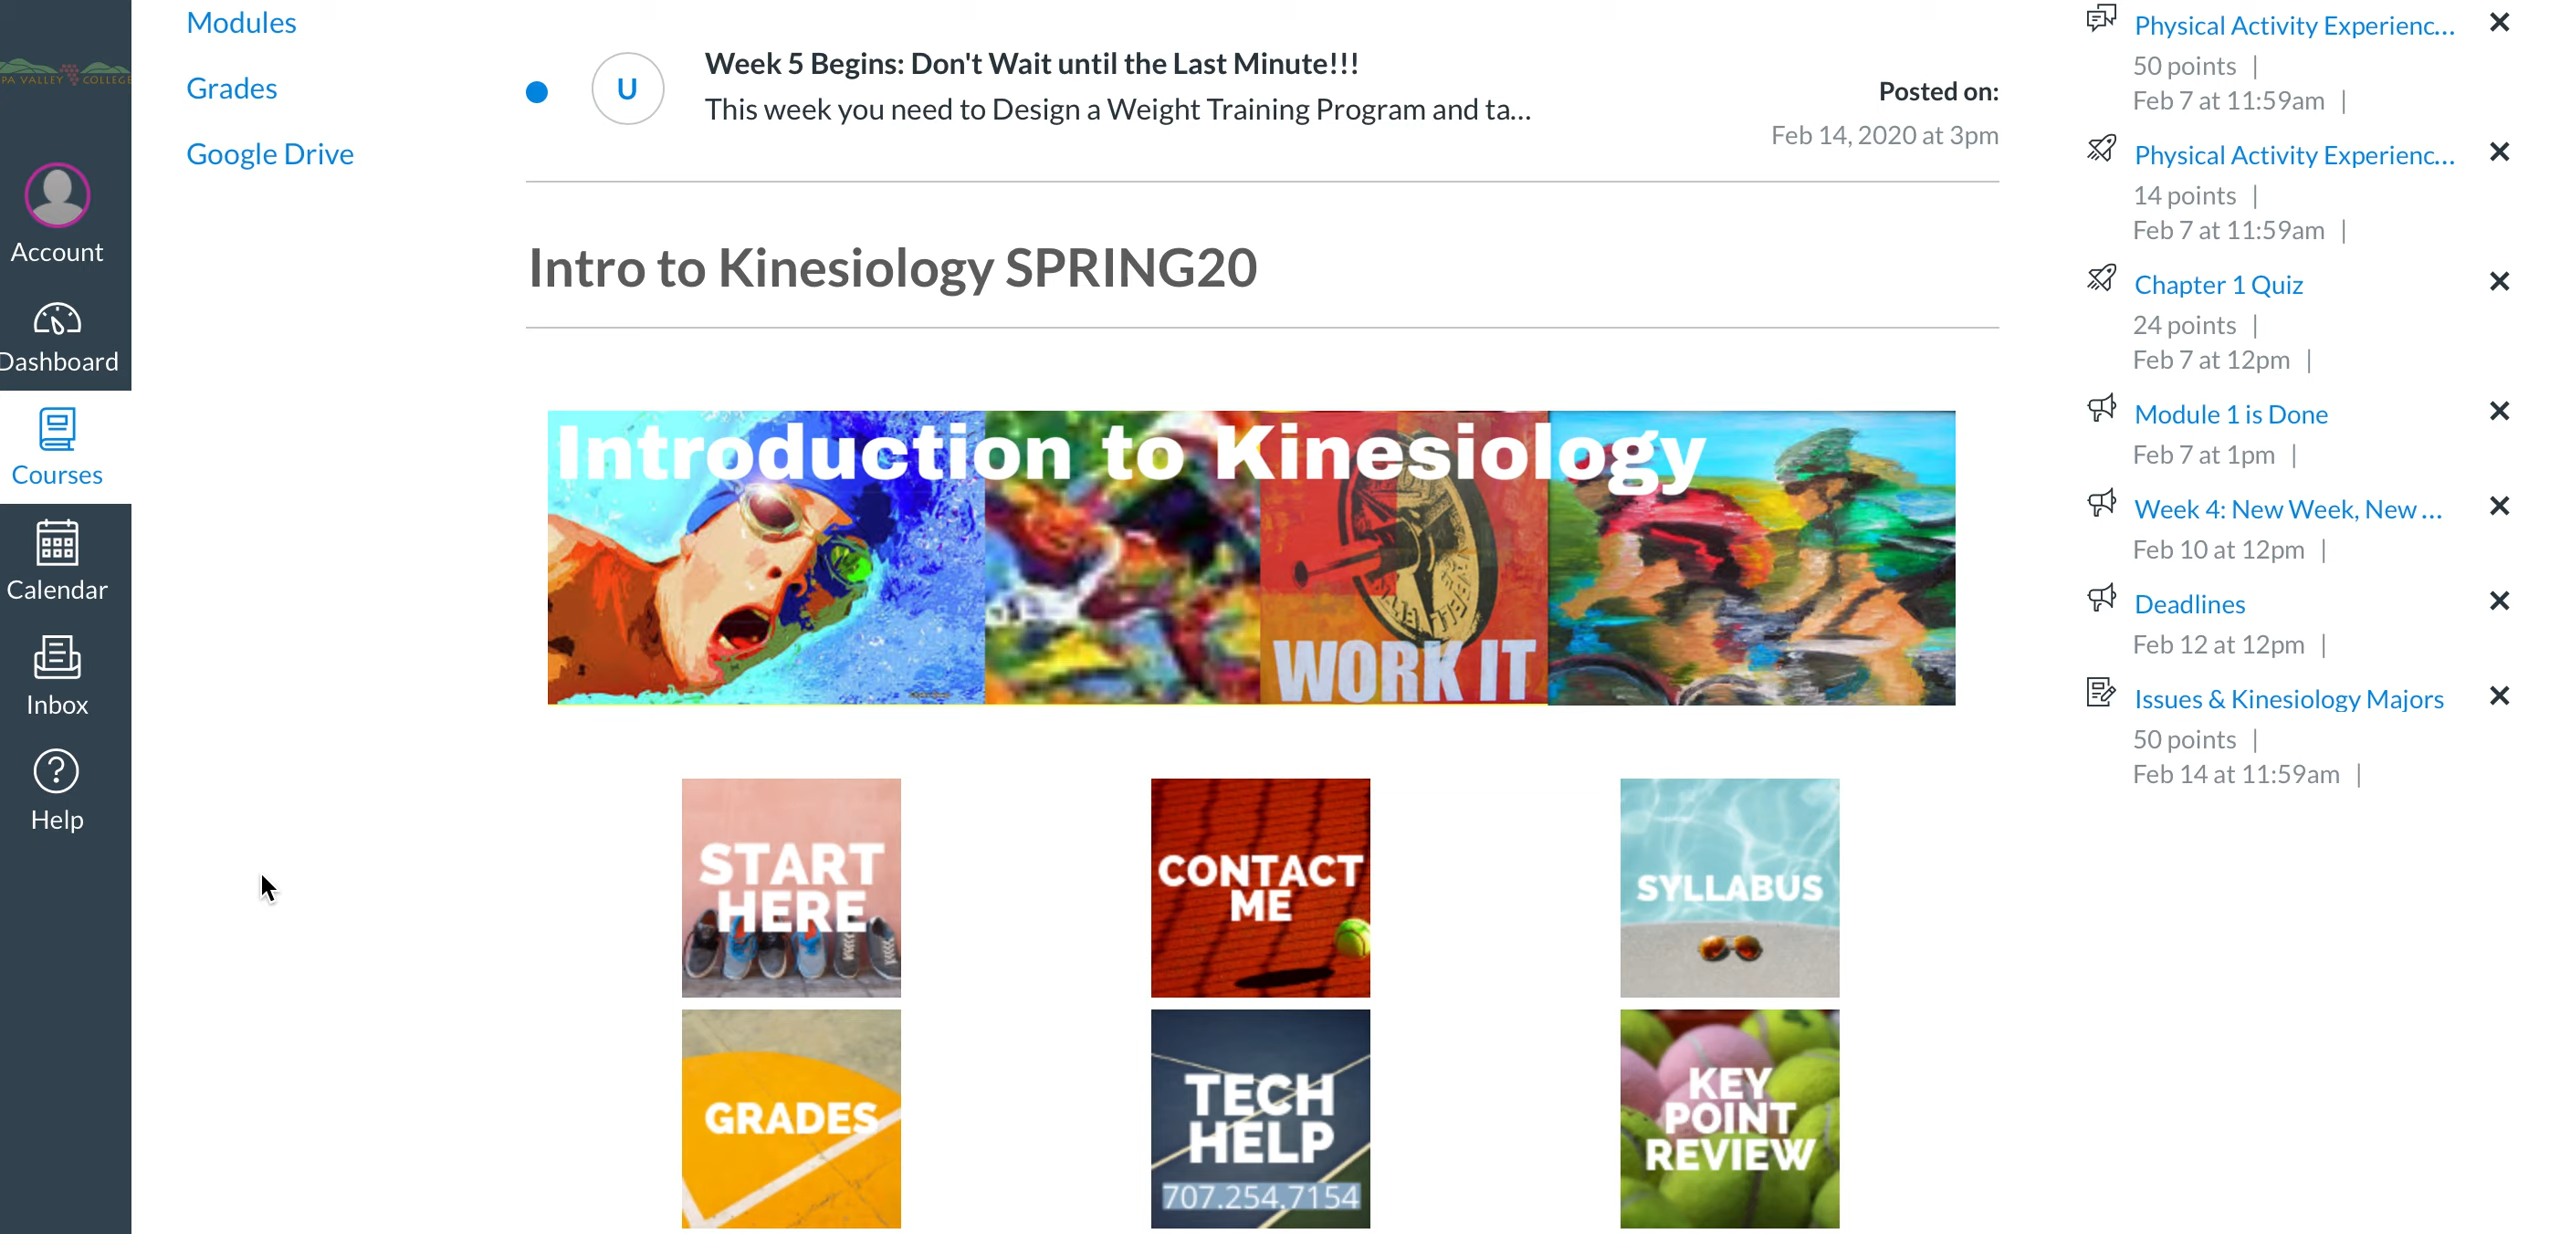 PA VALLEY COLLEGE
Account
Dashboard
Courses
Calendar
Inbox
Help
Modules
Grades
Google Drive
U
Week 5 Begins: Don't Wait until the Last Minute!!!
This week you need to Design a Weight Training Program and ta...
Posted on:
Feb 14, 2020 at 3pm
Intro to Kinesiology SPRING20
Introduction to Kinesiology
WORK IT
START
HERE
CONTACT
ME
SYLLABUS
GRADES
TECH
HELP
707.254.7154
KEY
POINT
REVIEW
Physical Activity Experienc...
50 points |
Feb 7 at 11:59am |
Physical Activity Experienc...
14 points |
Feb 7 at 11:59am |
Chapter 1 Quiz
24 points |
Feb 7 at 12pm |
Module 1 is Done
Feb 7 at 1pm |
Week 4: New Week, New ...
Feb 10 at 12pm |
Deadlines
Feb 12 at 12pm |
Issues & Kinesiology Majors
50 points |
Feb 14 at 11:59am |